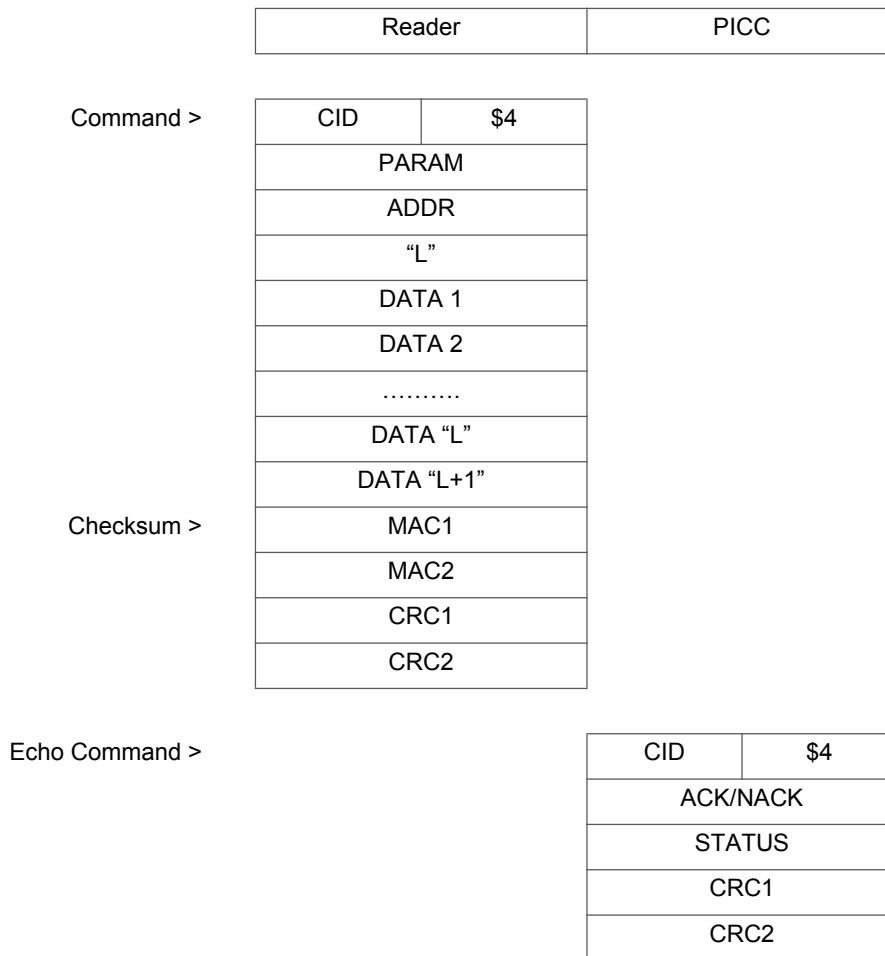 Reader PICC
Command > CID $4
PARAM
ADDR
“L”
DATA 1
DATA 2
……….
DATA “L”
DATA “L+1”
Checksum > MAC1
MAC2
CRC1
CRC2
Echo Command > CID $4
ACK/NACK
STATUS
CRC1
CRC2